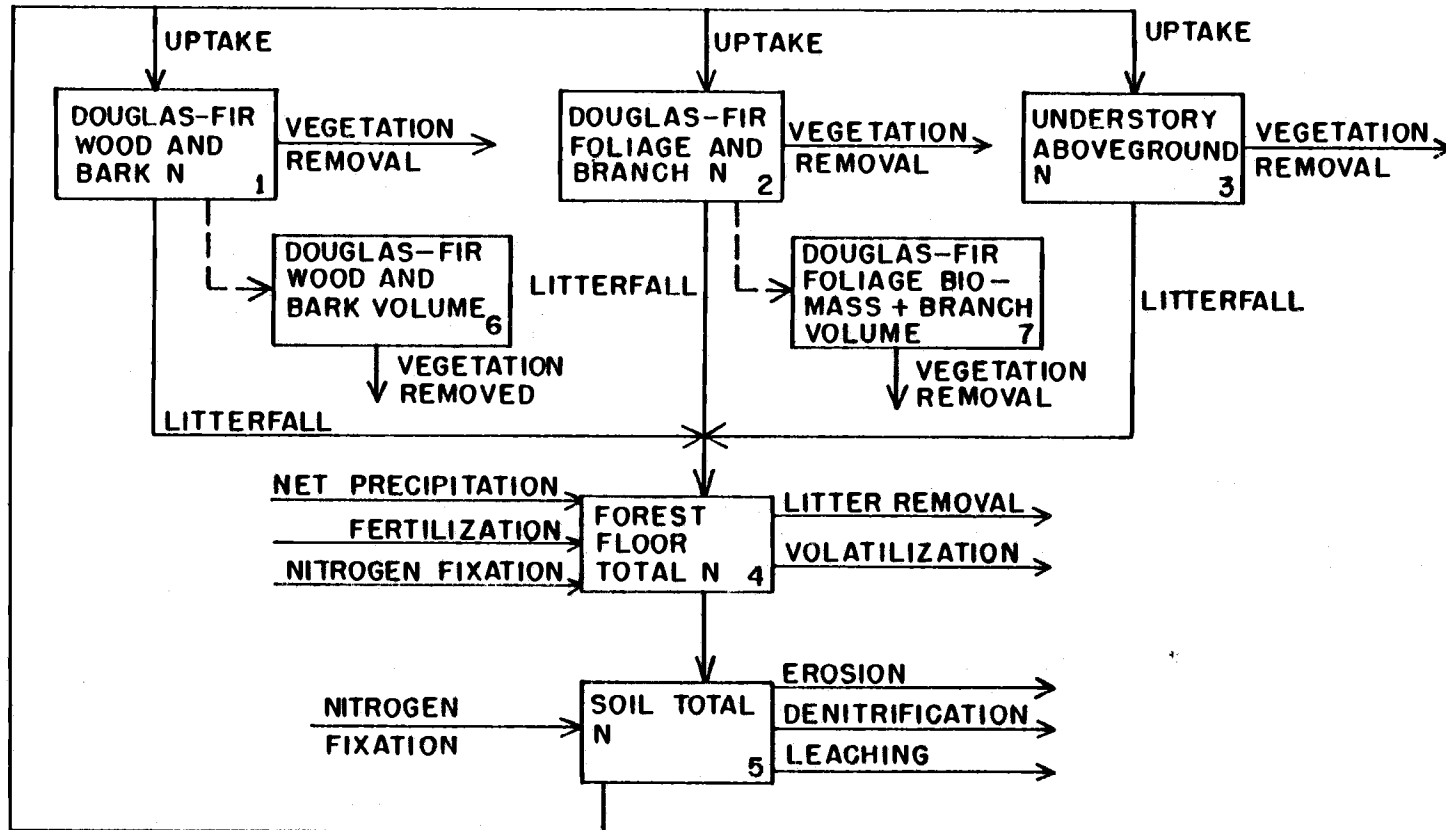 UPTAKE
UPTAKE
UPTAKE
DOUGLAS-FIR
WOOD AND
BARK N
1
VEGETATION
REMOVAL
DOUGLAS-FIR
FOLIAGE AND
BRANCH N
2
VEGETATION
REMOVAL
UNDERSTORY
ABOVEGROUND
N
3
VEGETATION
REMOVAL
DOUGLAS-FIR
WOOD AND
BARK VOLUME
6
LITTERFALL
DOUGLAS-FIR
FOLIAGE BIO-
MASS + BRANCH
VOLUME 7
LITTERFALL
VEGETATION
REMOVED
VEGETATION
REMOVAL
LITTERFALL
NET PRECIPITATION
FERTILIZATION
NITROGEN FIXATION
FOREST
FLOOR
TOTAL N 4
LITTER REMOVAL
VOLATILIZATION
NITROGEN
FIXATION
SOIL TOTAL
N
5
EROSION
DENITRIFICATION
LEACHING